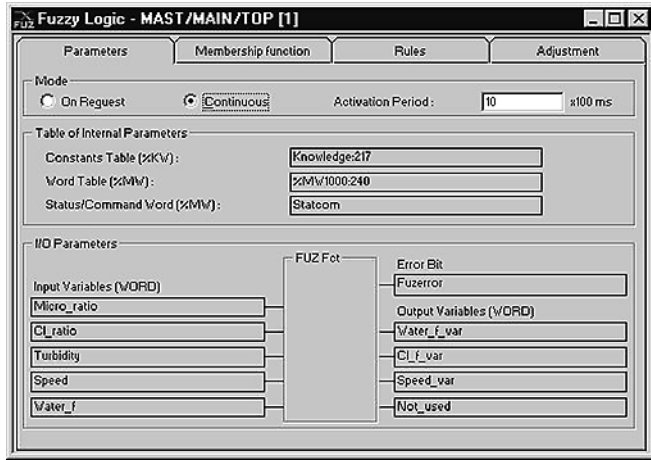 FUZ Fuzzy Logic - MAST/MAIN/TOP [1]
Parameters Membership function Rules Adjustment
Mode
On Request Continuous Activation Period : 10 x100 ms
Table of Internal Parameters
Constants Table (%KW) : Knowledge:217
Word Table (%MW) : %MW1000:240
Status/Command Word (%MW) : Statcom
I/O Parameters
FUZ Fct
Error Bit
Input Variables (WORD)
Fuzerror
Micro_ratio
Output Variables (WORD)
Cl_ratio
Water_f_var
Turbidity
Cl_f_var
Speed
Speed_var
Water_f
Not_used